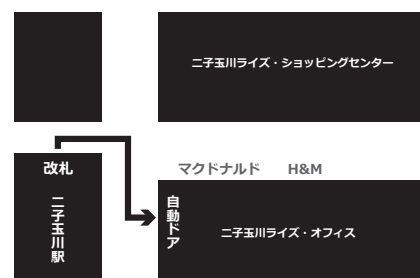 二子玉川ライズ・ショッピングセンター
改札
マクドナルド
H&M
二子玉川駅
自動ドア
二子玉川ライズ・オフィス